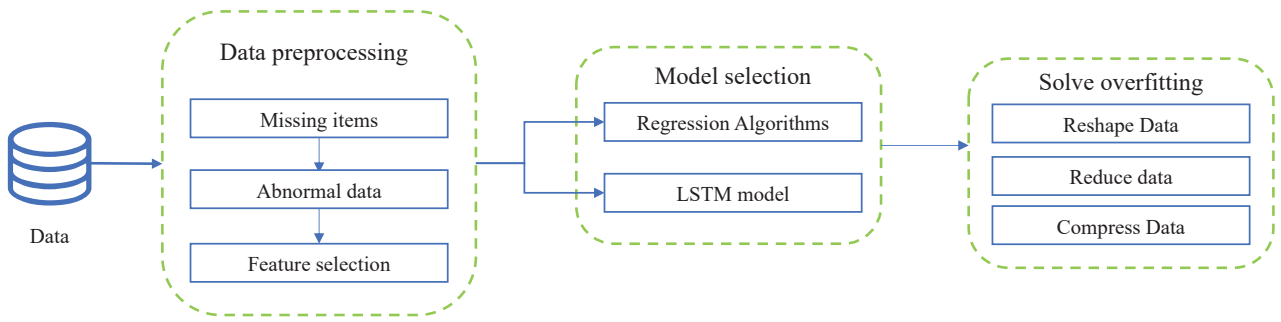 Data
Data preprocessing
Missing items
Abnormal data
Feature selection
Model selection
Regression Algorithms
LSTM model
Solve overfitting
Reshape Data
Reduce data
Compress Data